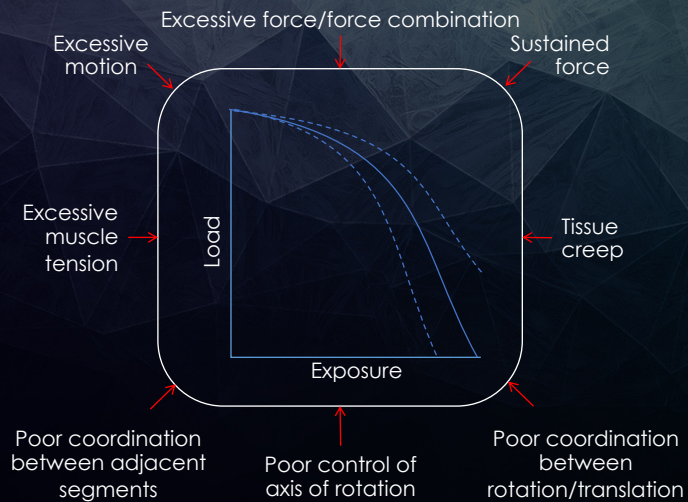 Excessive force/force combination
Excessive
motion
Sustained
force
Excessive
muscle
tension
Load
Tissue
creep
Exposure
Poor coordination
between adjacent
segments
Poor control of
axis of rotation
Poor coordination
between
rotation/translation